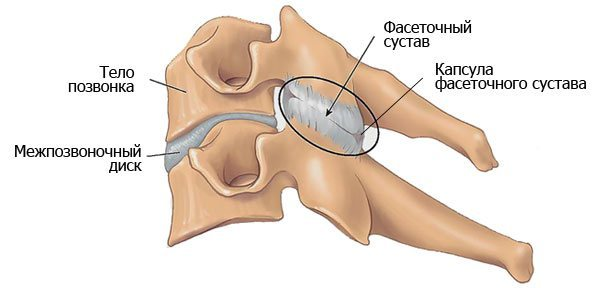 Фасеточный
сустав
Тело
позвонка
Капсула
фасеточного сустава
Межпозвоночный
диск